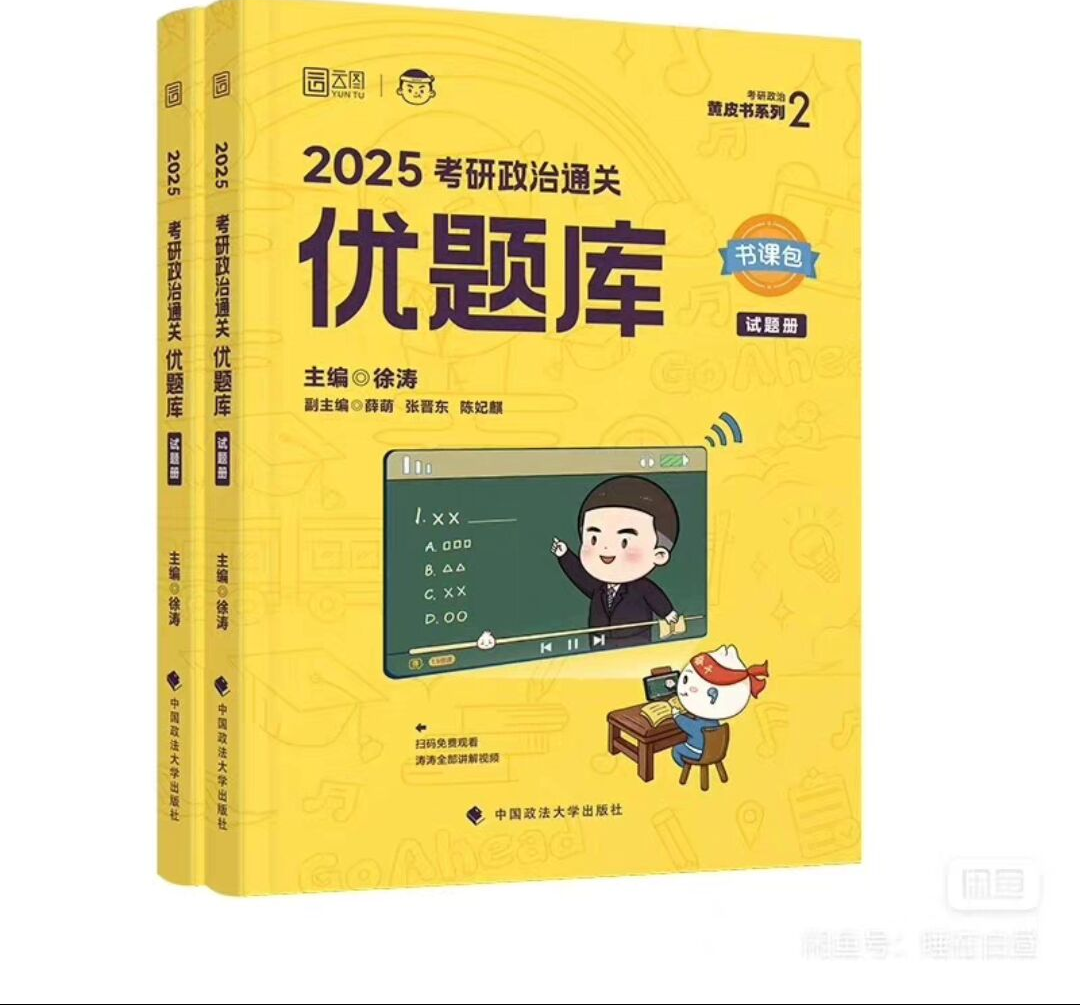 云图
YUN TU
考研政治
黄皮书系列2
2025 考研政治通关
优题库
书课包
试题册
主编◎徐涛
副主编◎薛萌 张晋东 陈妃麒
1. XX
A. □□□
B. △△
C. XX
D. OO
扫码免费观看
涛涛全部讲解视频
中国政法大学出版社
GoAhead
GoAhead
2025 考研政治通关 优题库 试题册 主编◎徐涛 中国政法大学出版社
2025 考研政治通关 优题库 试题册 主编◎徐涛 中国政法大学出版社
闲鱼